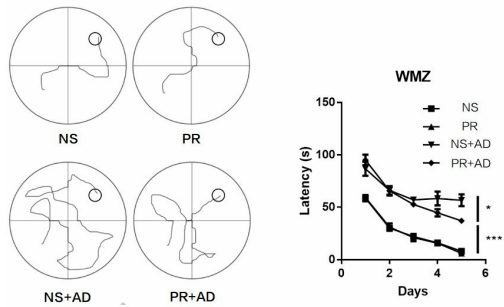 NS
PR
NS+AD
PR+AD
WMZ
NS
PR
NS+AD
PR+AD
Latency (s)
150
100
50
0
*
***
0
2
4
6
Days